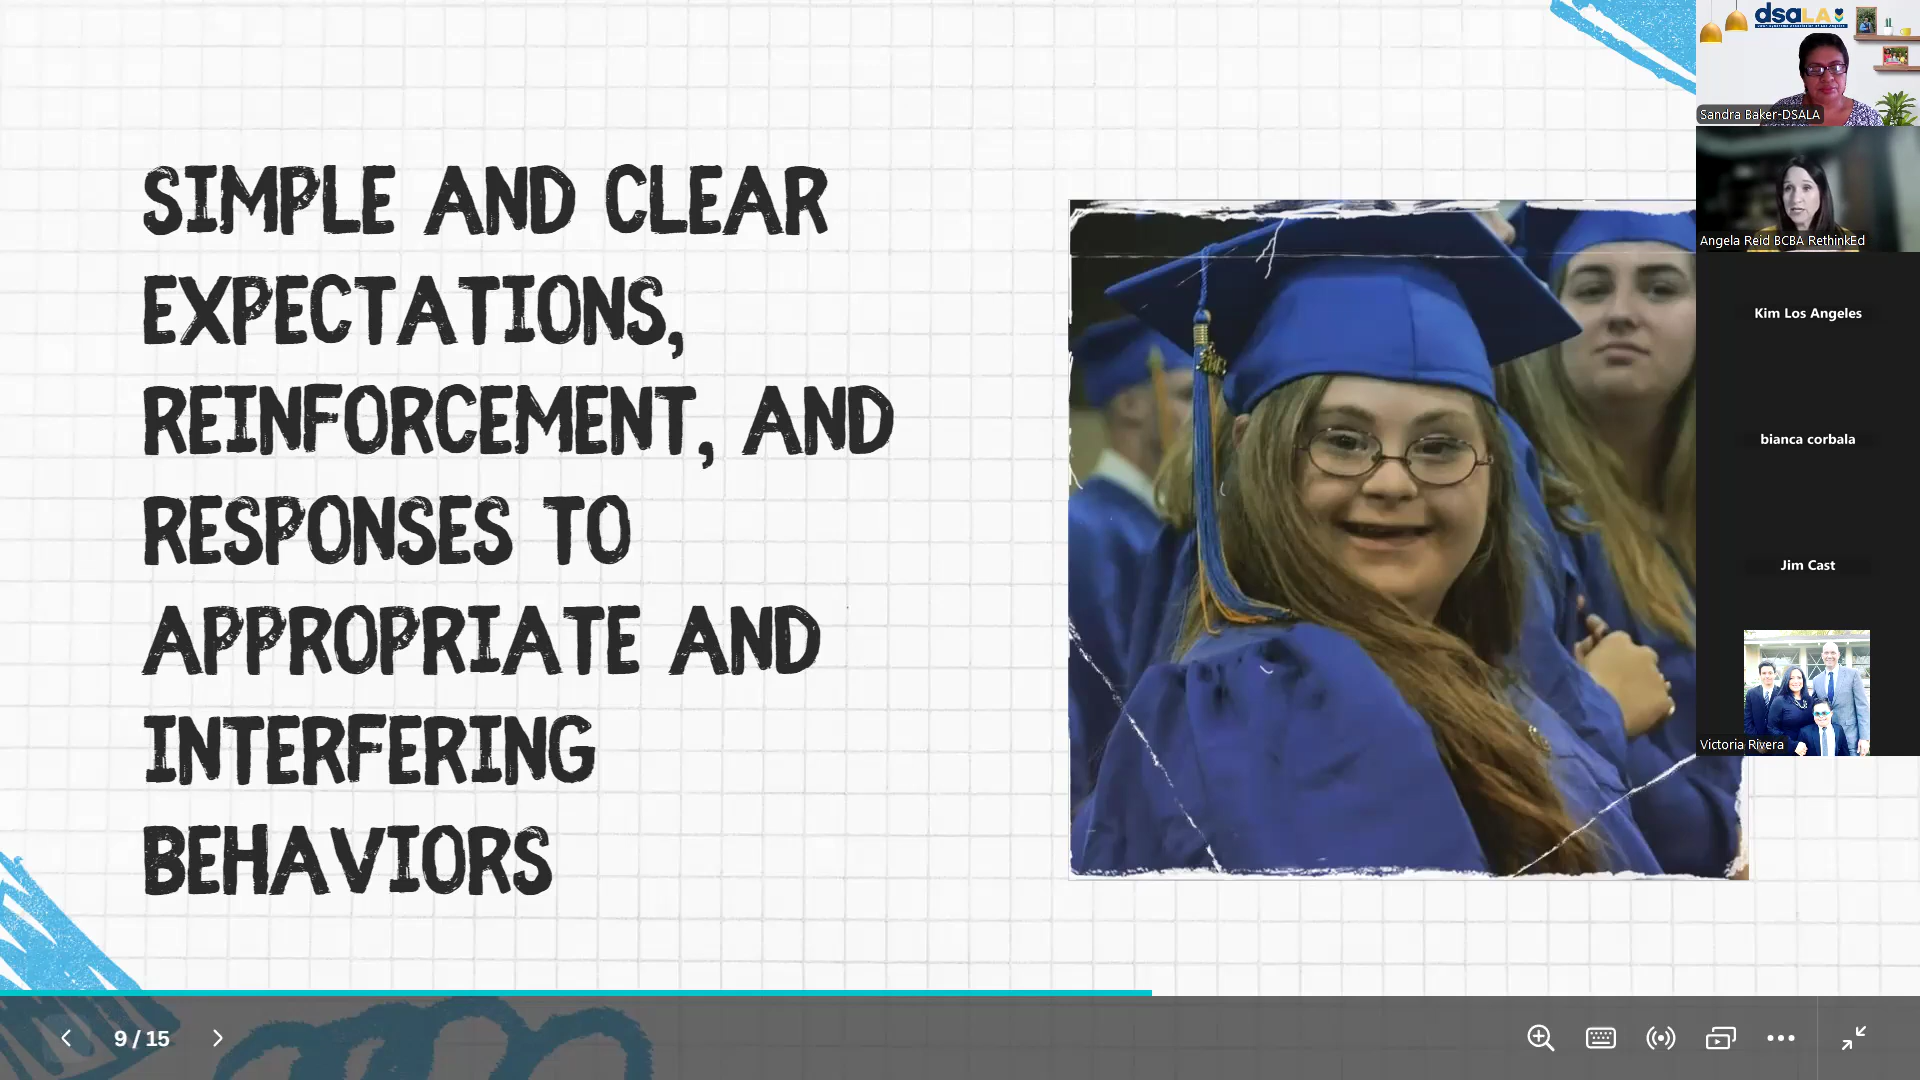 SIMPLE AND CLEAR
EXPECTATIONS,
REINFORCEMENT, AND
RESPONSES TO
APPROPRIATE AND
INTERFERING
BEHAVIORS
dsaLA
Sandra Baker-DSALA
Angela Reid BCBA RethinkEd
Kim Los Angeles
bianca corbala
Jim Cast
Victoria Rivera
9 / 15